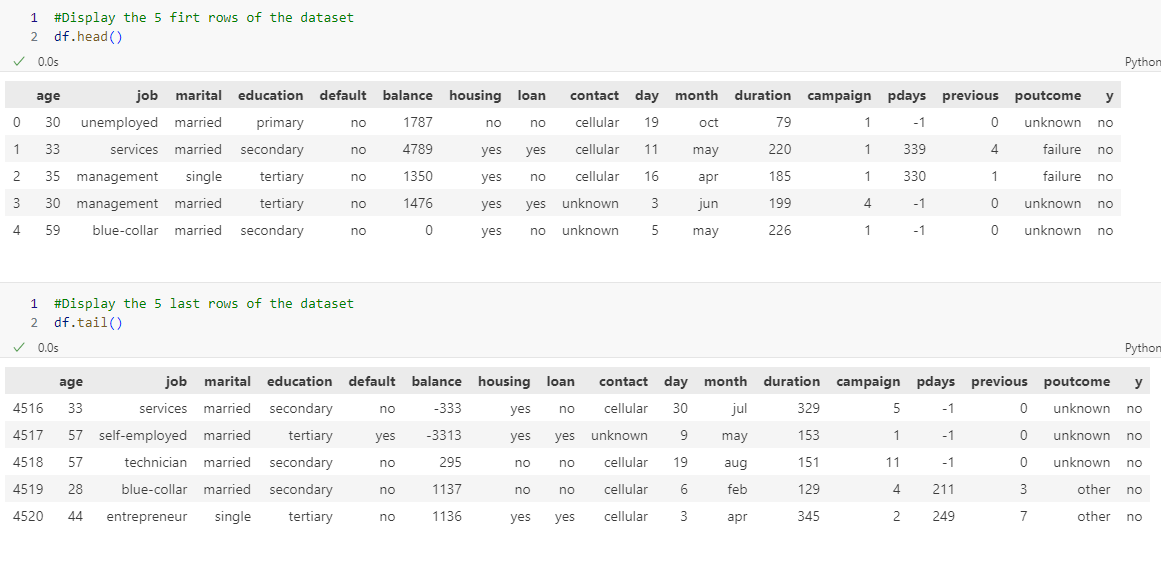 1 #Display the 5 firt rows of the dataset
2 df.head()
0.0s
Python
age job marital education default balance housing loan contact day month duration campaign pdays previous poutcome y
0 30 unemployed married primary no 1787 no no cellular 19 oct 79 1 -1 0 unknown no
1 33 services married secondary no 4789 yes yes cellular 11 may 220 1 339 4 failure no
2 35 management single tertiary no 1350 yes no cellular 16 apr 185 1 330 1 failure no
3 30 management married tertiary no 1476 yes yes unknown 3 jun 199 4 -1 0 unknown no
4 59 blue-collar married secondary no 0 yes no unknown 5 may 226 1 -1 0 unknown no
1 #Display the 5 last rows of the dataset
2 df.tail()
0.0s
Python
age job marital education default balance housing loan contact day month duration campaign pdays previous poutcome y
4516 33 services married secondary no -333 yes no cellular 30 jul 329 5 -1 0 unknown no
4517 57 self-employed married tertiary yes -3313 yes yes unknown 9 may 153 1 -1 0 unknown no
4518 57 technician married secondary no 295 no no cellular 19 aug 151 11 -1 0 unknown no
4519 28 blue-collar married secondary no 1137 no no cellular 6 feb 129 4 211 3 other no
4520 44 entrepreneur single tertiary no 1136 yes yes cellular 3 apr 345 2 249 7 other no